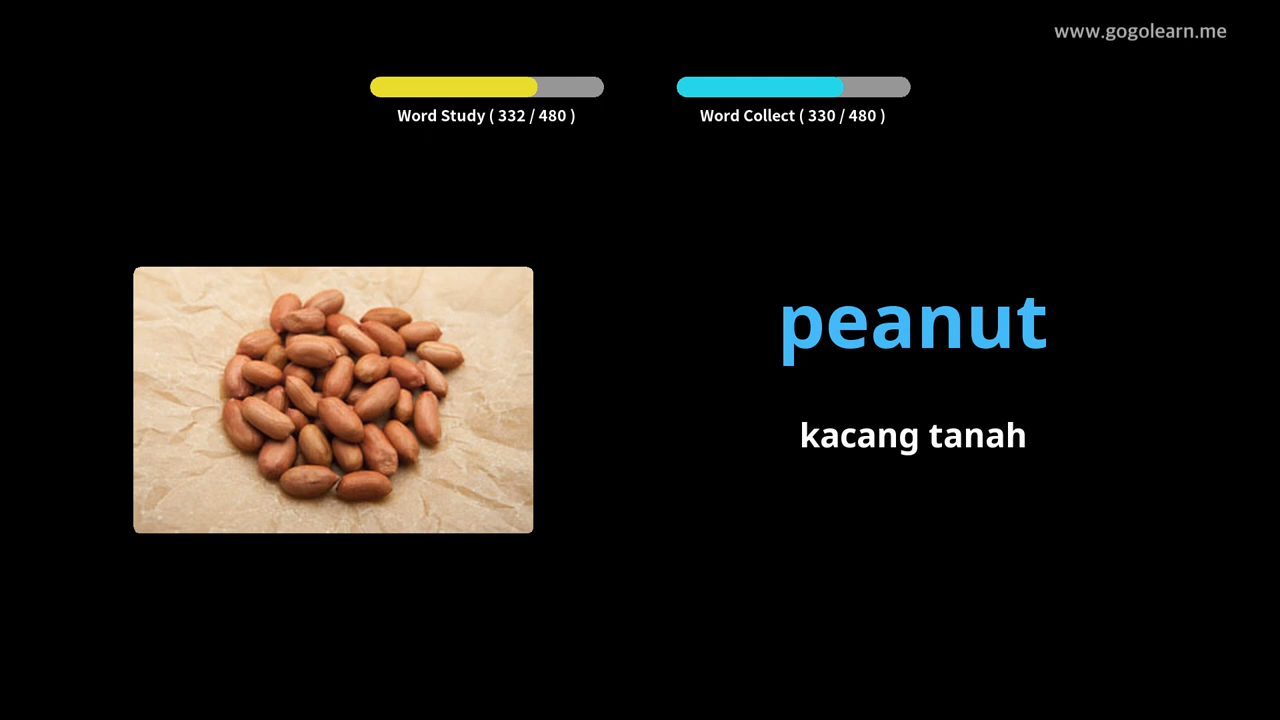 www.gogolearn.me
Word Study ( 332 / 480 )
Word Collect ( 330 / 480 )
peanut
kacang tanah